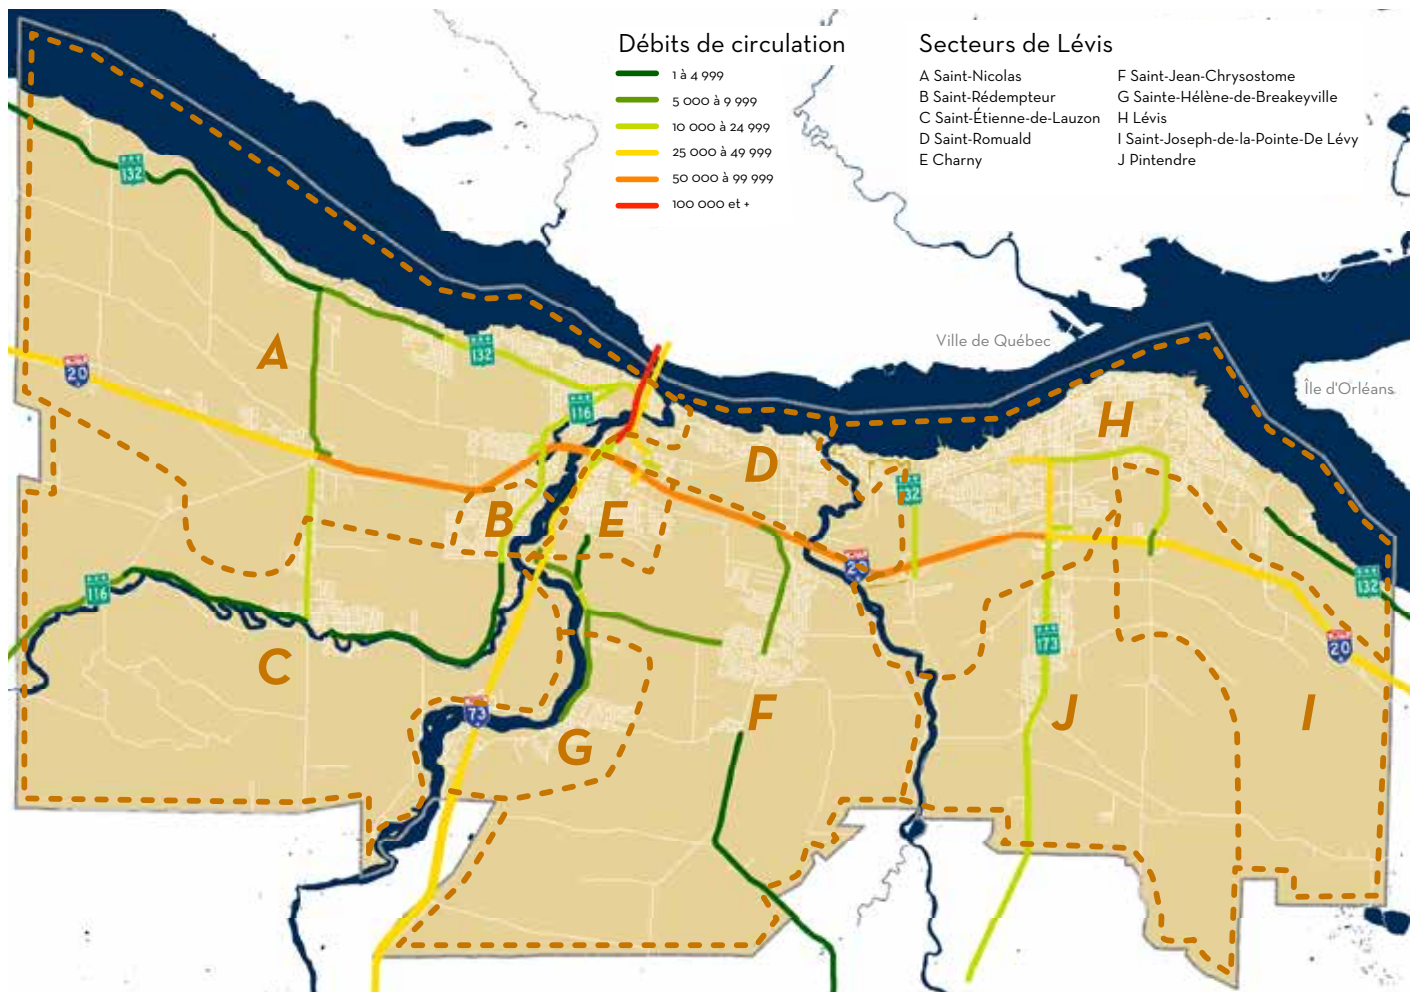 Débits de circulation
1 à 4 999
5 000 à 9 999
10 000 à 24 999
25 000 à 49 999
50 000 à 99 999
100 000 et +
Secteurs de Lévis
A Saint-Nicolas
B Saint-Rédempteur
C Saint-Étienne-de-Lauzon
D Saint-Romuald
E Charny
F Saint-Jean-Chrysostome
G Sainte-Hélène-de-Breakeyville
H Lévis
I Saint-Joseph-de-la-Pointe-De Lévy
J Pintendre
132
Ville de Québec
A
132
20
Île d'Orléans
116
H
D
B
E
132
20
116
132
173
20
C
73
F
J
I
G